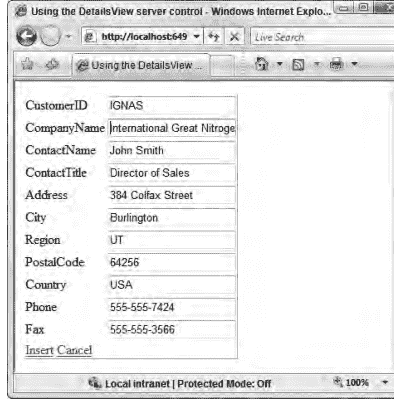 Using the DetailsView server control - Windows Internet Explo...
http://localhost:649
Live Search
Using the DetailsView ...
CustomerID IGNAS
CompanyName International Great Nitroge
ContactName John Smith
ContactTitle Director of Sales
Address 384 Colfax Street
City Burlington
Region UT
PostalCode 64256
Country USA
Phone 555-555-7424
Fax 555-555-3566
Insert Cancel
Local intranet | Protected Mode: Off 100%